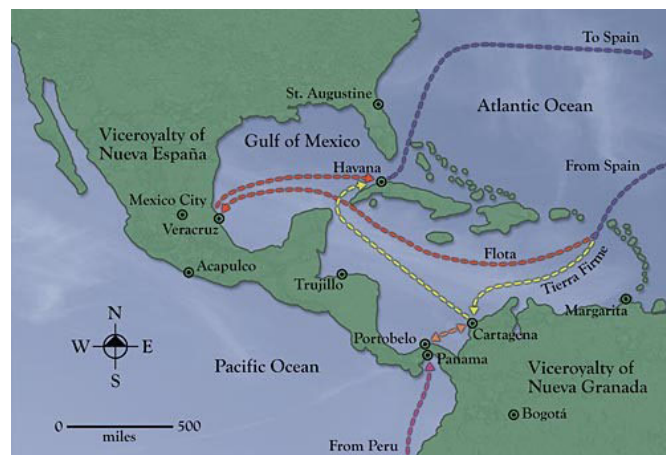 To Spain
St. Augustine
Atlantic Ocean
Viceroyalty of
Nueva España
Gulf of Mexico
Havana
From Spain
Mexico City
Veracruz
Flota
Tierra Firme
Acapulco
Trujillo
Margarita
N
W E
S
Portobelo
Cartagena
Panama
Pacific Ocean
Viceroyalty of
Nueva Granada
Bogotá
0 500
miles
From Peru